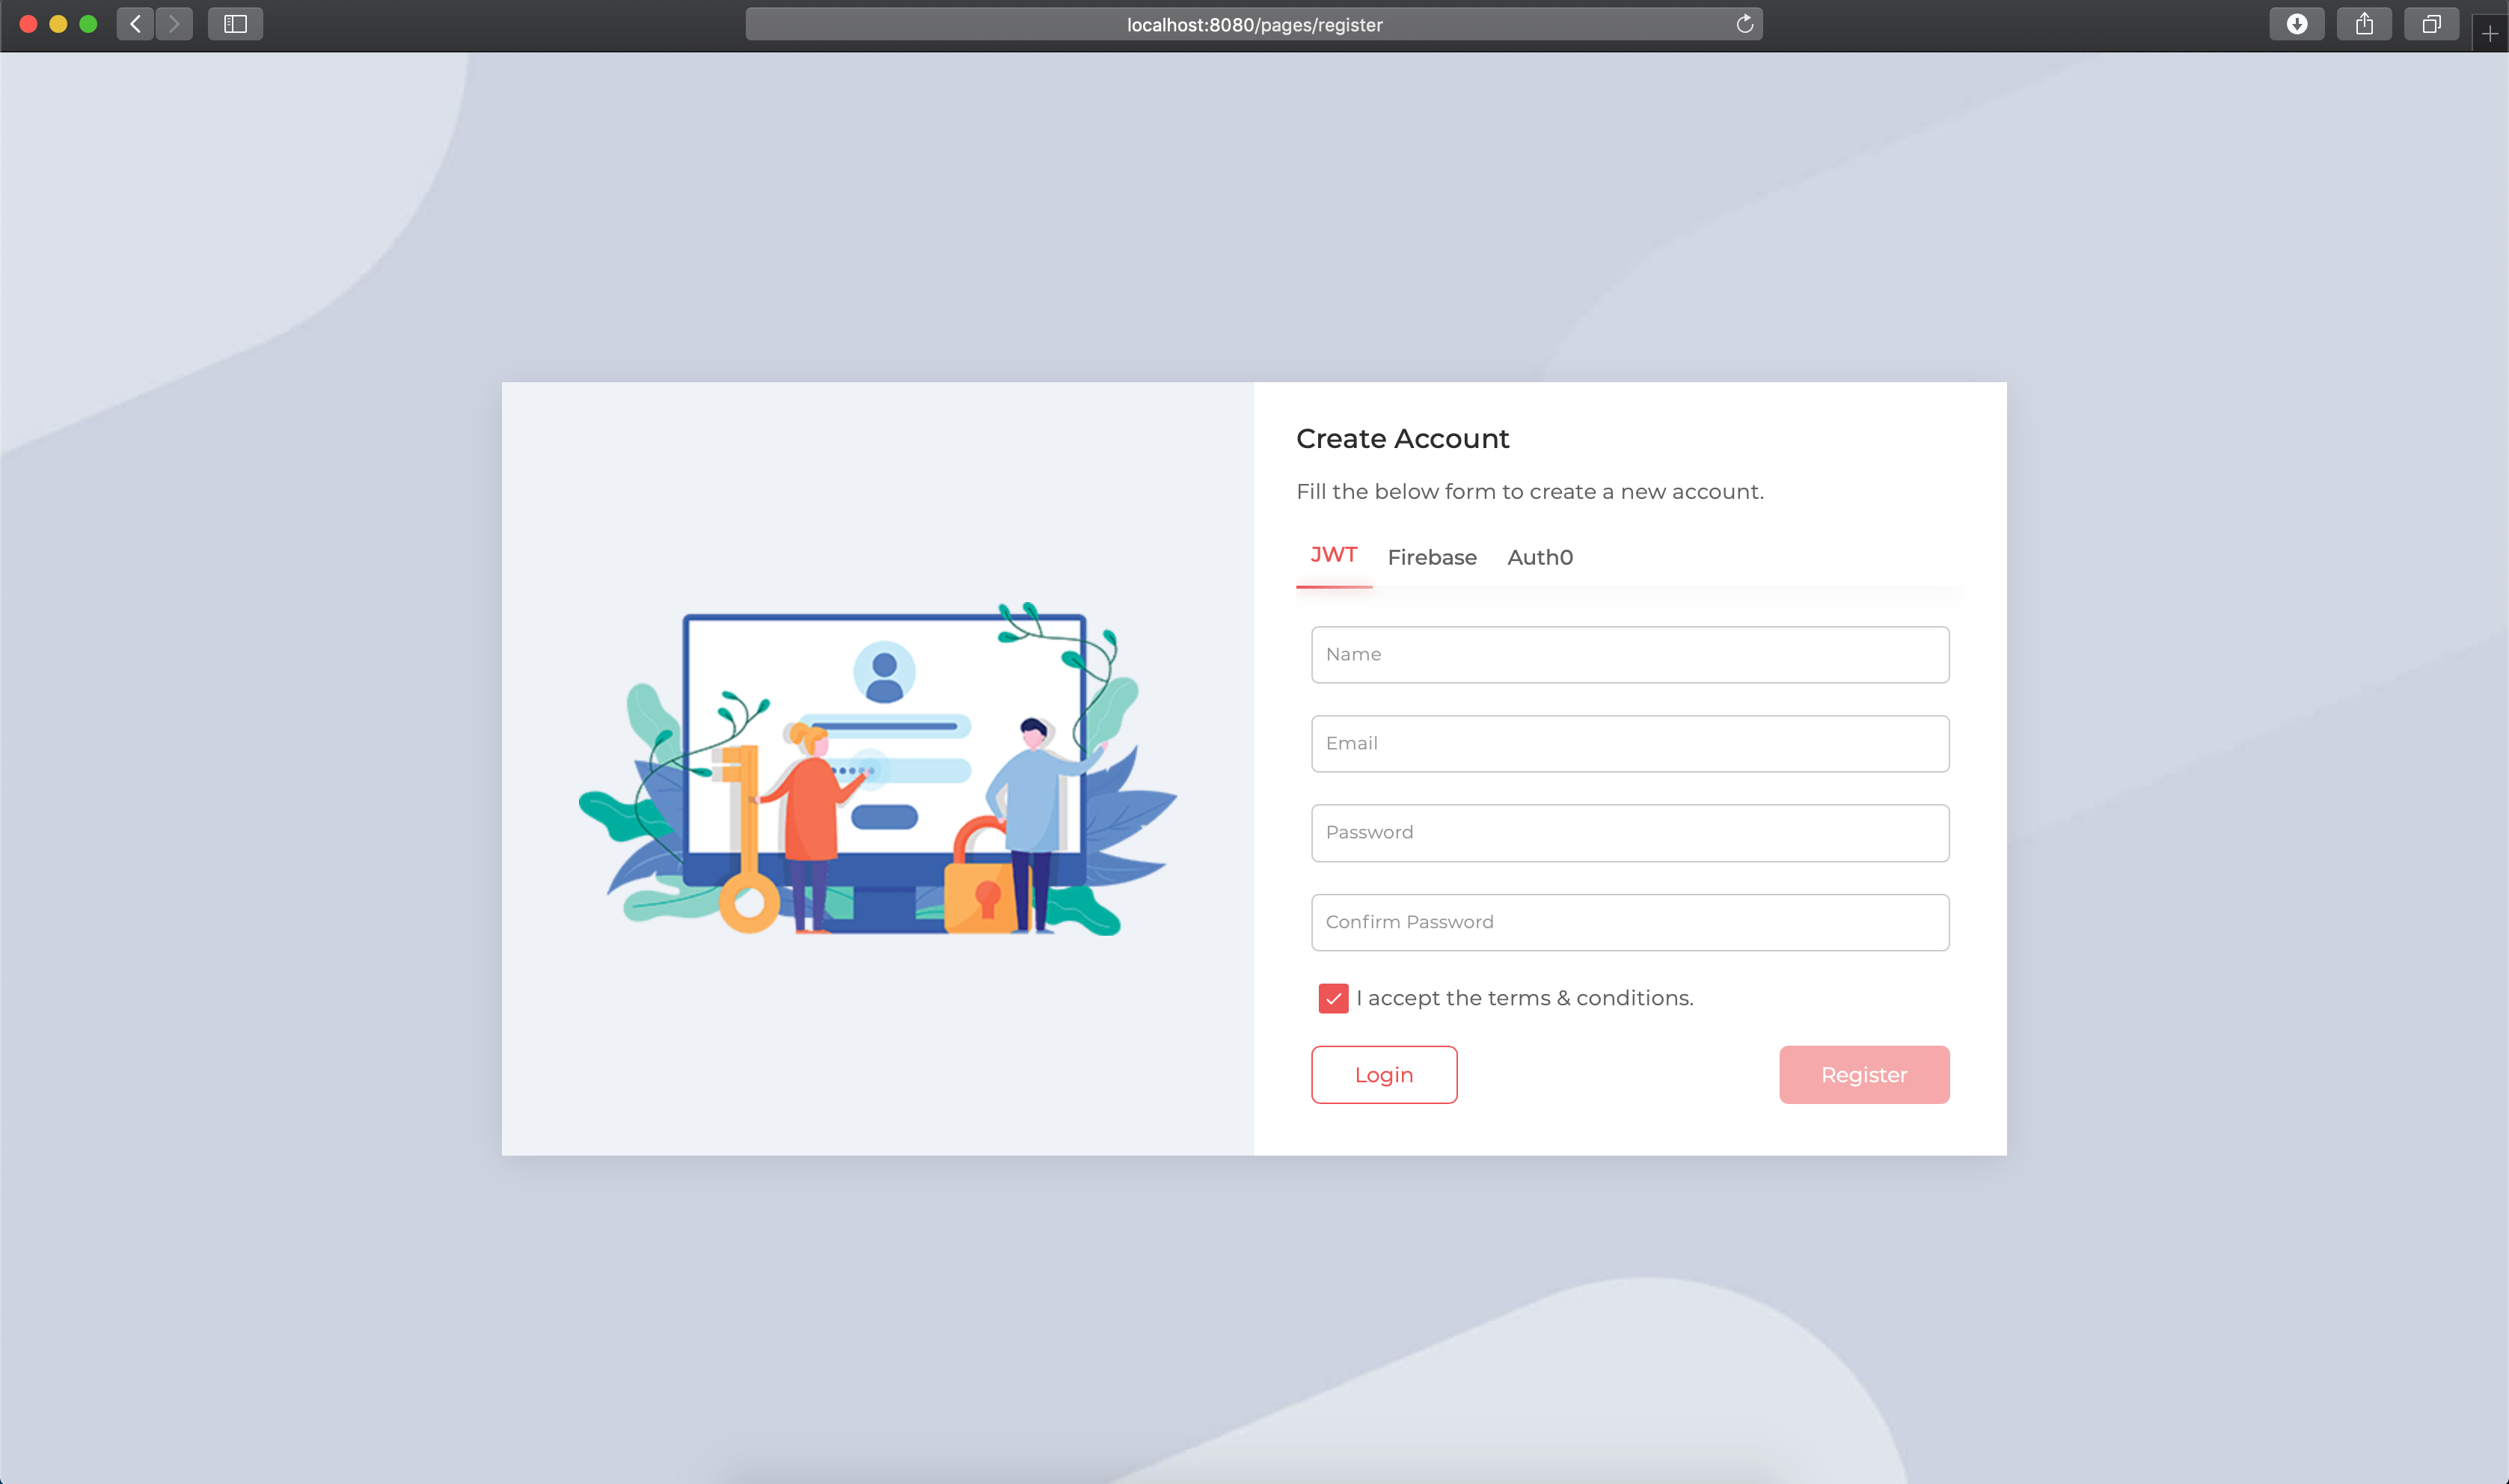 localhost:8080/pages/register
Create Account
Fill the below form to create a new account.
JWT Firebase Auth0
Name
Email
Password
Confirm Password
I accept the terms & conditions.
Login Register